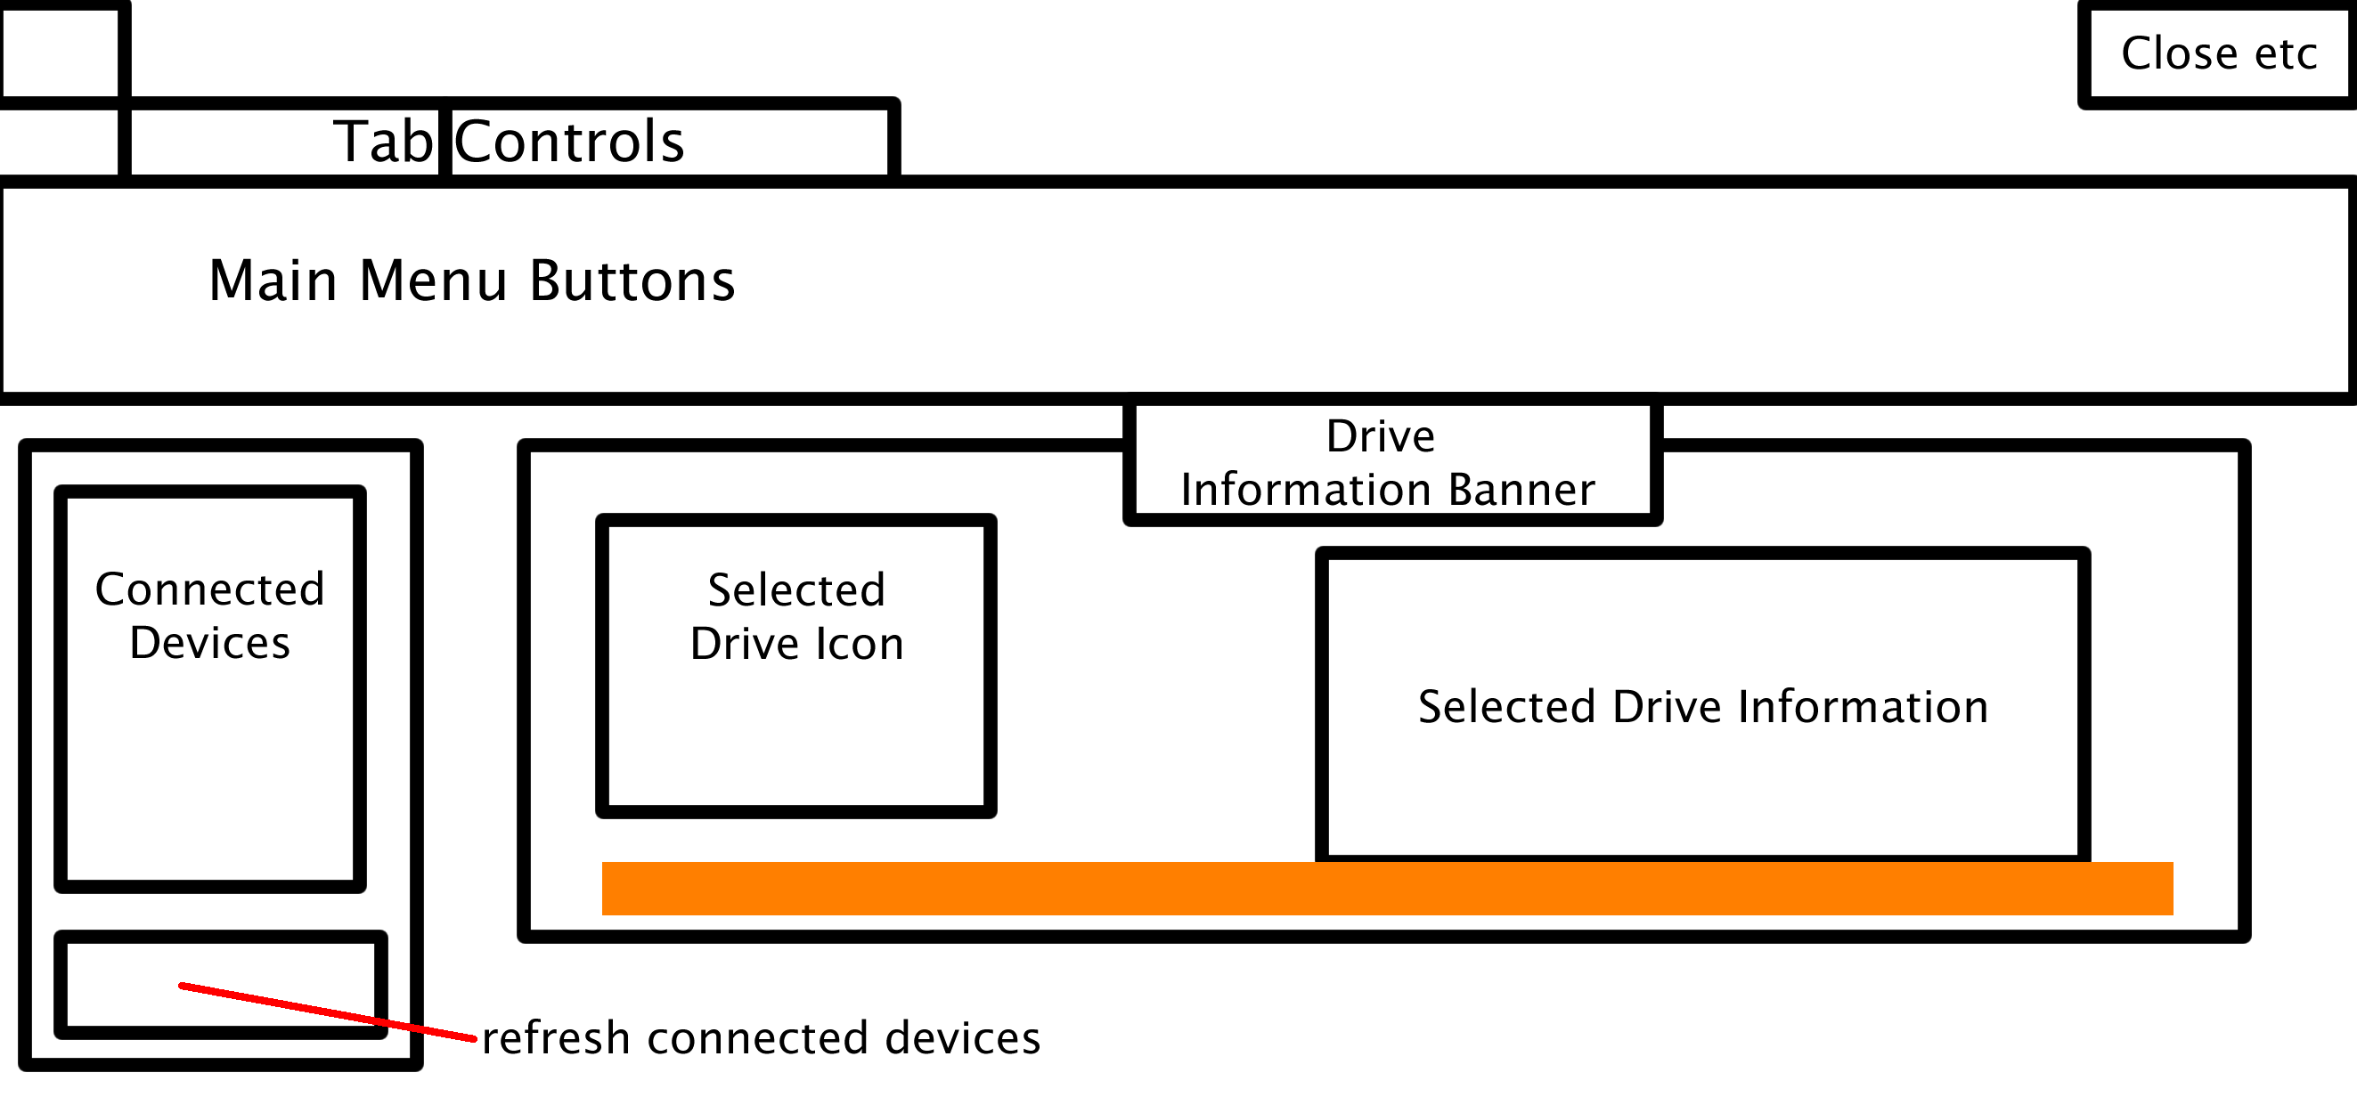 Close etc
Tab Controls
Main Menu Buttons
Drive
Information Banner
Connected
Devices
Selected
Drive Icon
Selected Drive Information
refresh connected devices